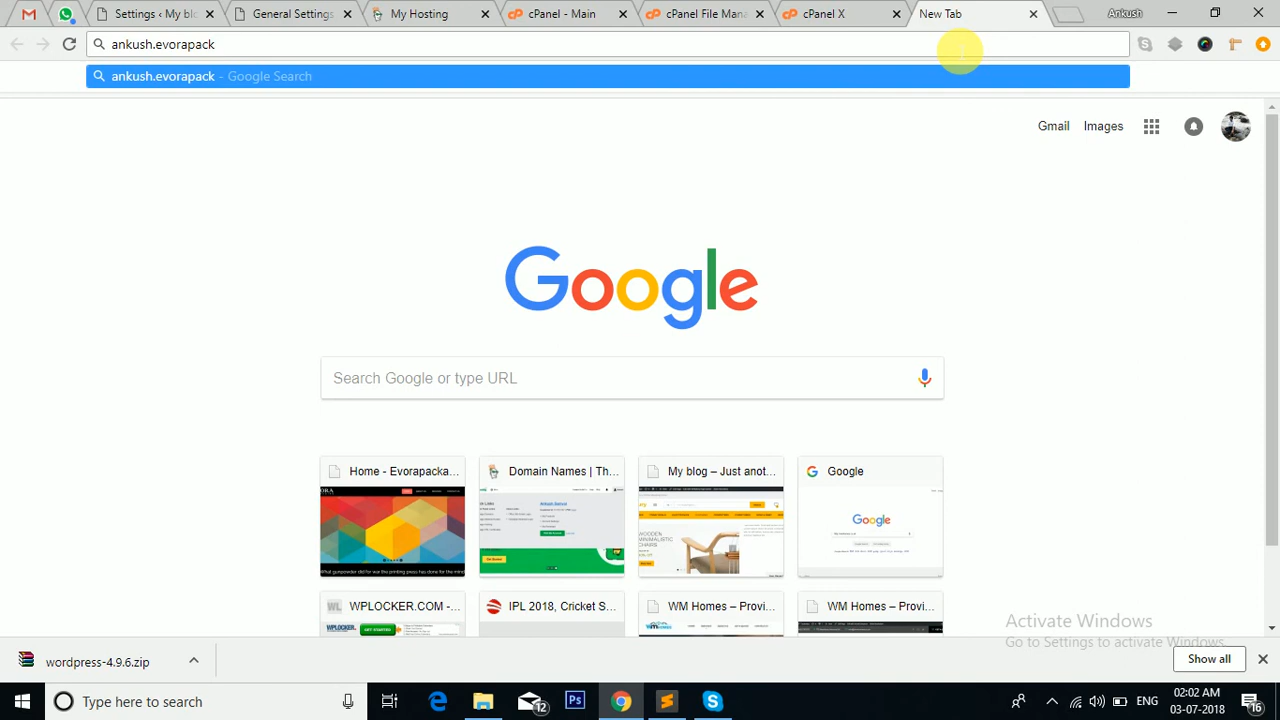 Settings ‹ My blo
General Settings
My Hosting
cPanel - Main
cPanel File Man
cPanel X
New Tab
Ankush
ankush.evorapack
ankush.evorapack - Google Search
Gmail
Images
Google
Search Google or type URL
Home - Evorapacka...
Domain Names | Th...
My blog – Just anot...
Google
WPLOCKER.COM -...
IPL 2018, Cricket S...
WM Homes – Provi...
WM Homes – Provi...
Activate Windows
Go to Settings to activate Windows.
wordpress-4.9.6.zip
Show all
Type here to search
12
Ps
ENG
02:02 AM
03-07-2018
16